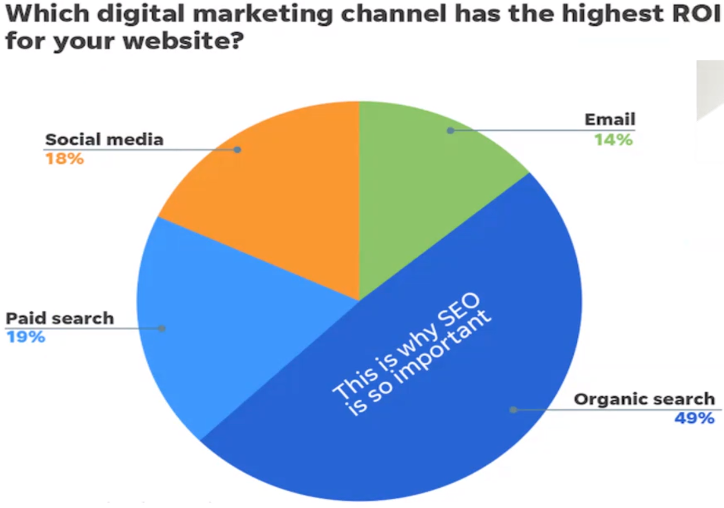 Which digital marketing channel has the highest ROI
for your website?
Email
14%
Social media
18%
Paid search
19%
This is why SEO
is so important
Organic search
49%